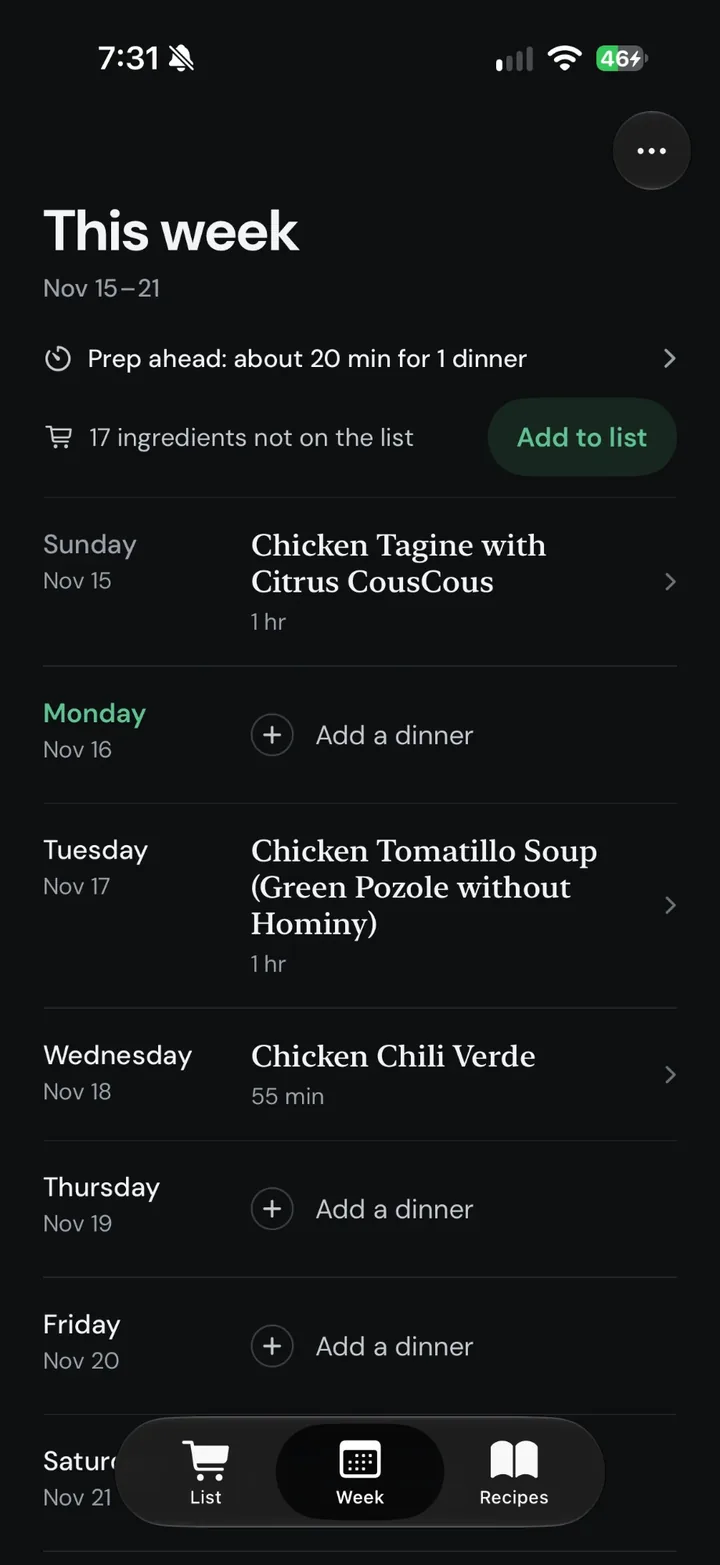 7:31
46
This week
Nov 15–21
Prep ahead: about 20 min for 1 dinner
17 ingredients not on the list
Add to list
Sunday
Nov 15
Chicken Tagine with
Citrus CousCous
1 hr
Monday
Nov 16
Add a dinner
Tuesday
Nov 17
Chicken Tomatillo Soup
(Green Pozole without
Hominy)
1 hr
Wednesday
Nov 18
Chicken Chili Verde
55 min
Thursday
Nov 19
Add a dinner
Friday
Nov 20
Add a dinner
Nov 21
List
Week
Recipes